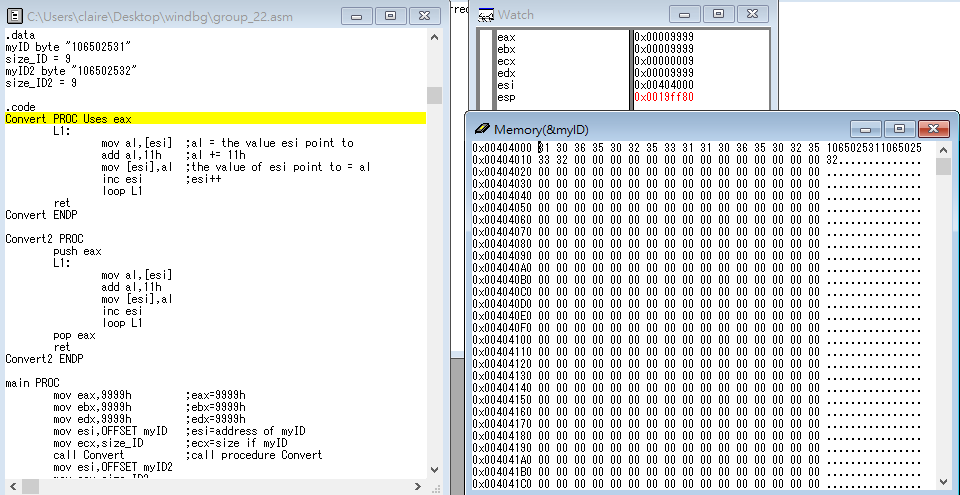 C:\Users\claire\Desktop\windbg\group_22.asm
.data
myID byte "106502531"
size_ID = 9
myID2 byte "106502532"
size_ID2 = 9
.code
Convert PROC Uses eax
L1:
mov al,[esi] ;al = the value esi point to
add al,11h ;al += 11h
mov [esi],al ;the value of esi point to = al
inc esi ;esi++
loop L1
ret
Convert ENDP
Convert2 PROC
push eax
L1:
mov al,[esi]
add al,11h
mov [esi],al
inc esi
loop L1
pop eax
ret
Convert2 ENDP
main PROC
mov eax,9999h ;eax=9999h
mov ebx,9999h ;ebx=9999h
mov edx,9999h ;edx=9999h
mov esi,OFFSET myID ;esi=address of myID
mov ecx,size_ID ;ecx=size if myID
call Convert ;call procedure Convert
mov esi,OFFSET myID2
Watch
eax 0x00009999
ebx 0x00009999
ecx 0x00000009
edx 0x00009999
esi 0x00404000
esp 0x0019ff80
Memory(&myID)
0x00404000 31 30 36 35 30 32 35 33 31 31 30 36 35 30 32 35 1065025311065025
0x00404010 33 32 00 00 00 00 00 00 00 00 00 00 00 00 00 00 32..............
0x00404020 00 00 00 00 00 00 00 00 00 00 00 00 00 00 00 00 ................
0x00404030 00 00 00 00 00 00 00 00 00 00 00 00 00 00 00 00 ................
0x00404040 00 00 00 00 00 00 00 00 00 00 00 00 00 00 00 00 ................
0x00404050 00 00 00 00 00 00 00 00 00 00 00 00 00 00 00 00 ................
0x00404060 00 00 00 00 00 00 00 00 00 00 00 00 00 00 00 00 ................
0x00404070 00 00 00 00 00 00 00 00 00 00 00 00 00 00 00 00 ................
0x00404080 00 00 00 00 00 00 00 00 00 00 00 00 00 00 00 00 ................
0x00404090 00 00 00 00 00 00 00 00 00 00 00 00 00 00 00 00 ................
0x004040A0 00 00 00 00 00 00 00 00 00 00 00 00 00 00 00 00 ................
0x004040B0 00 00 00 00 00 00 00 00 00 00 00 00 00 00 00 00 ................
0x004040C0 00 00 00 00 00 00 00 00 00 00 00 00 00 00 00 00 ................
0x004040D0 00 00 00 00 00 00 00 00 00 00 00 00 00 00 00 00 ................
0x004040E0 00 00 00 00 00 00 00 00 00 00 00 00 00 00 00 00 ................
0x004040F0 00 00 00 00 00 00 00 00 00 00 00 00 00 00 00 00 ................
0x00404100 00 00 00 00 00 00 00 00 00 00 00 00 00 00 00 00 ................
0x00404110 00 00 00 00 00 00 00 00 00 00 00 00 00 00 00 00 ................
0x00404120 00 00 00 00 00 00 00 00 00 00 00 00 00 00 00 00 ................
0x00404130 00 00 00 00 00 00 00 00 00 00 00 00 00 00 00 00 ................
0x00404140 00 00 00 00 00 00 00 00 00 00 00 00 00 00 00 00 ................
0x00404150 00 00 00 00 00 00 00 00 00 00 00 00 00 00 00 00 ................
0x00404160 00 00 00 00 00 00 00 00 00 00 00 00 00 00 00 00 ................
0x00404170 00 00 00 00 00 00 00 00 00 00 00 00 00 00 00 00 ................
0x00404180 00 00 00 00 00 00 00 00 00 00 00 00 00 00 00 00 ................
0x00404190 00 00 00 00 00 00 00 00 00 00 00 00 00 00 00 00 ................
0x004041A0 00 00 00 00 00 00 00 00 00 00 00 00 00 00 00 00 ................
0x004041B0 00 00 00 00 00 00 00 00 00 00 00 00 00 00 00 00 ................
0x004041C0 00 00 00 00 00 00 00 00 00 00 00 00 00 00 00 00 ................